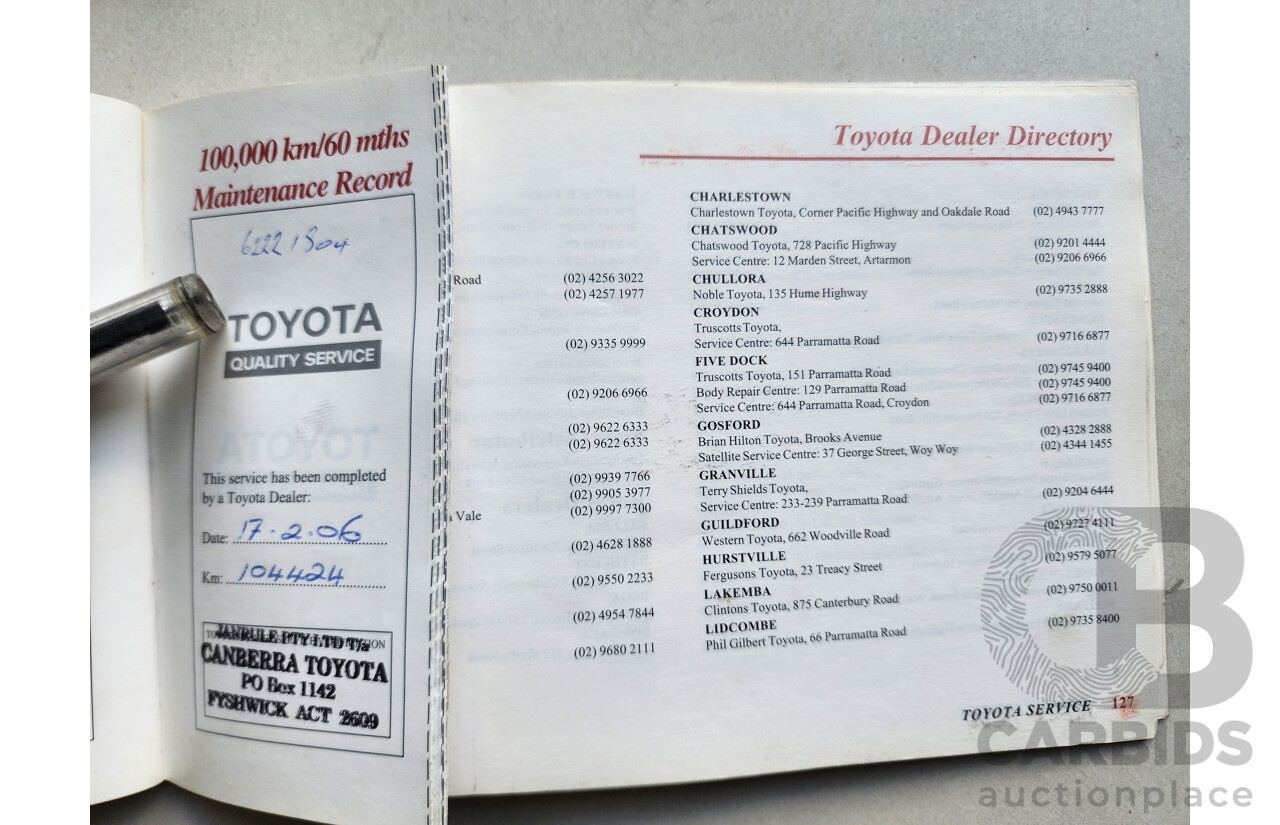 100,000 km/60 mths
Maintenance Record
TOYOTA
QUALITY SERVICE
TOYOTA
This service has been completed
by a Toyota Dealer:
Date: 17-2-06
Km: 104424
JANRULE PTY LTD T/a
CANBERRA TOYOTA
PO Box 1142
FYSHWICK ACT 2609
Road (02) 4256 3022
(02) 4257 1977
(02) 9335 9999
(02) 9206 6966
(02) 9622 6333
(02) 9622 6333
(02) 9939 7766
(02) 9905 3977
Vale (02) 9997 7300
(02) 4628 1888
(02) 9550 2233
(02) 4954 7844
(02) 9680 2111
Toyota Dealer Directory
CHARLESTOWN
Charlestown Toyota, Corner Pacific Highway and Oakdale Road (02) 4943 7777
CHATSWOOD
Chatswood Toyota, 728 Pacific Highway (02) 9201 4444
Service Centre: 12 Marden Street, Artarmon (02) 9206 6966
CHULLORA
Noble Toyota, 135 Hume Highway (02) 9735 2888
CROYDON
Truscotts Toyota,
Service Centre: 644 Parramatta Road (02) 9716 6877
FIVE DOCK
Truscotts Toyota, 151 Parramatta Road (02) 9745 9400
Body Repair Centre: 129 Parramatta Road (02) 9745 9400
Service Centre: 644 Parramatta Road, Croydon (02) 9716 6877
GOSFORD
Brian Hilton Toyota, Brooks Avenue (02) 4328 2888
Satellite Service Centre: 37 George Street, Woy Woy (02) 4344 1455
GRANVILLE
Terry Shields Toyota,
Service Centre: 233-239 Parramatta Road (02) 9204 6444
GUILDFORD
Western Toyota, 662 Woodville Road (02) 9727 4111
HURSTVILLE
Fergusons Toyota, 23 Treacy Street (02) 9579 5077
LAKEMBA
Clintons Toyota, 875 Canterbury Road (02) 9750 0011
LIDCOMBE
Phil Gilbert Toyota, 66 Parramatta Road (02) 9735 8400
TOYOTA SERVICE 127
CB
CARBIDS
auctionplace